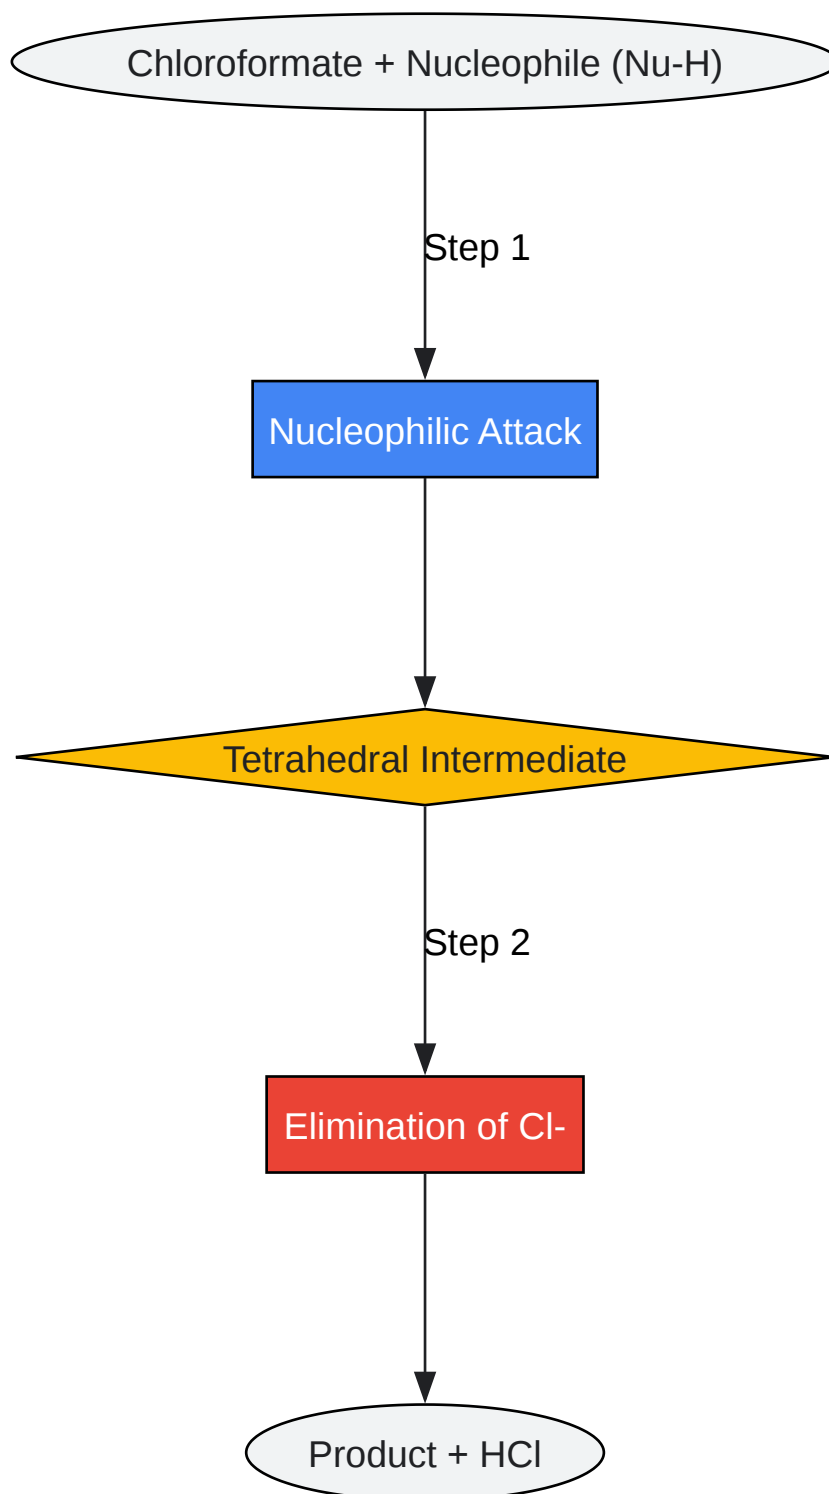 Chloroformate + Nucleophile (Nu-H)
Step 1
Nucleophilic Attack
Tetrahedral Intermediate
Step 2
Elimination of Cl-
Product + HCl